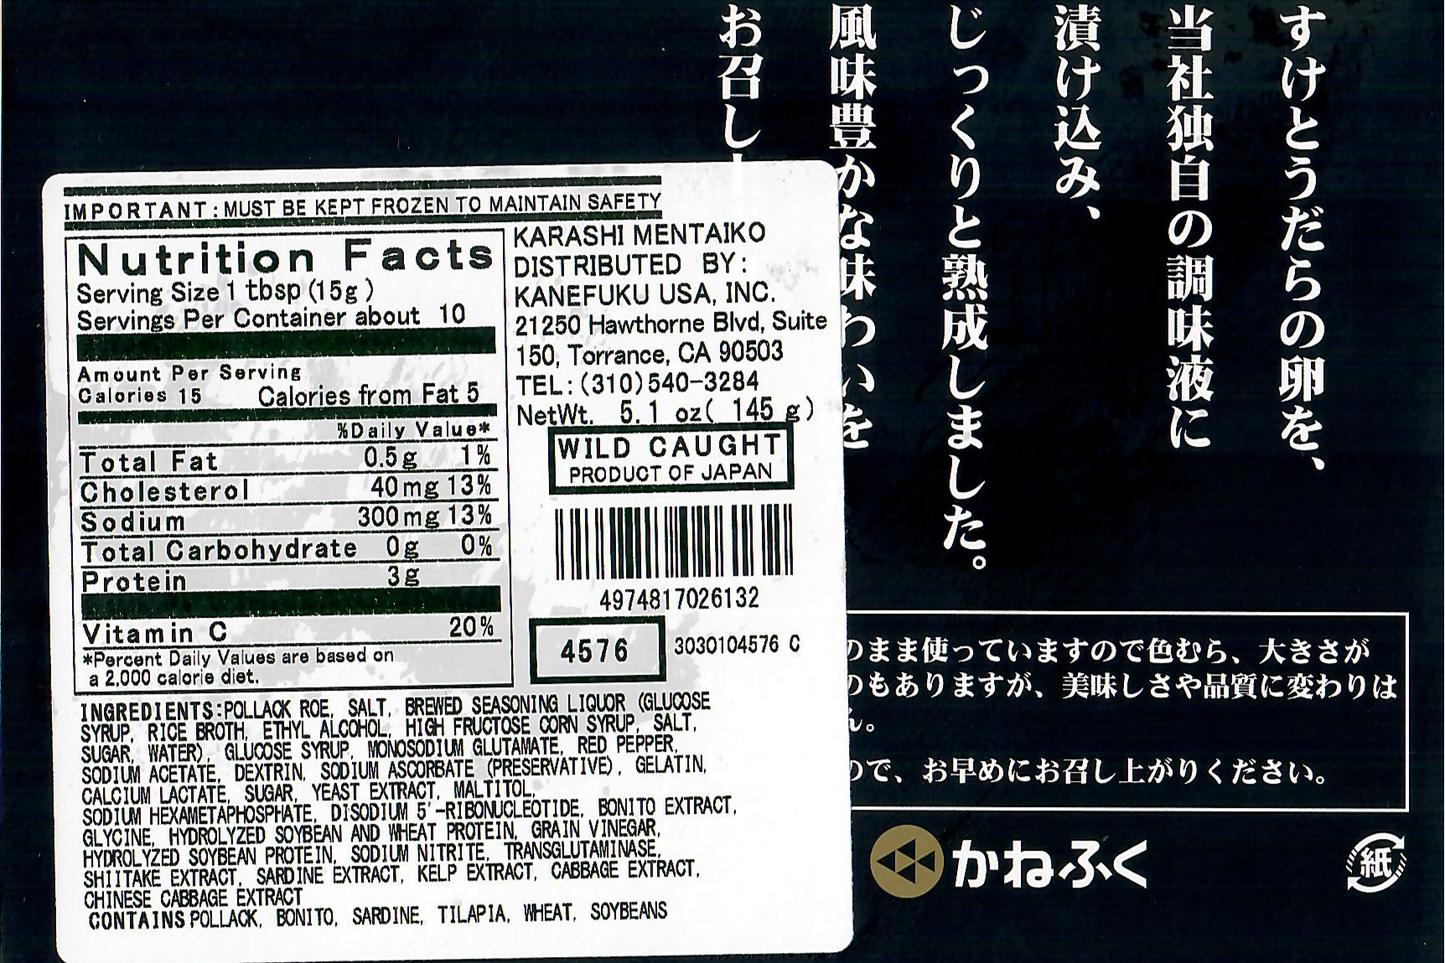 すけとうだらの卵を、
当社独自の調味液に
漬け込み、
じっくりと熟成しました。
風味豊かな味わいを
お召し
IMPORTANT:MUST BE KEPT FROZEN TO MAINTAIN SAFETY
Nutrition Facts
Serving Size 1 tbsp (15g)
Servings Per Container about 10
Amount Per Serving
Calories 15 Calories from Fat 5
%Daily Value*
Total Fat 0.5g 1%
Cholesterol 40mg 13%
Sodium 300mg 13%
Total Carbohydrate 0g 0%
Protein 3g
Vitamin C 20%
*Percent Daily Values are based on
a 2,000 calorie diet.
KARASHI MENTAIKO
DISTRIBUTED BY:
KANEFUKU USA, INC.
21250 Hawthorne Blvd, Suite
150, Torrance, CA 90503
TEL:(310)540-3284
NetWt. 5.1 oz( 145 g)
WILD CAUGHT
PRODUCT OF JAPAN
4974817026132
4576 3030104576 C
INGREDIENTS:POLLACK ROE, SALT, BREWED SEASONING LIQUOR (GLUCOSE
SYRUP, RICE BROTH, ETHYL ALCOHOL, HIGH FRUCTOSE CORN SYRUP, SALT,
SUGAR, WATER), GLUCOSE SYRUP, MONOSODIUM GLUTAMATE, RED PEPPER,
SODIUM ACETATE, DEXTRIN, SODIUM ASCORBATE (PRESERVATIVE), GELATIN,
CALCIUM LACTATE, SUGAR, YEAST EXTRACT, MALTITOL,
SODIUM HEXAMETAPHOSPHATE, DISODIUM 5'-RIBONUCLEOTIDE, BONITO EXTRACT,
GLYCINE, HYDROLYZED SOYBEAN AND WHEAT PROTEIN, GRAIN VINEGAR,
HYDROLYZED SOYBEAN PROTEIN, SODIUM NITRITE, TRANSGLUTAMINASE,
SHIITAKE EXTRACT, SARDINE EXTRACT, KELP EXTRACT, CABBAGE EXTRACT,
CHINESE CABBAGE EXTRACT
CONTAINS POLLACK, BONITO, SARDINE, TILAPIA, WHEAT, SOYBEANS
のまま使っていますので色むら、大きさが
のもありますが、美味しさや品質に変わりは
ん。
ので、お早めにお召し上がりください。
かねふく
紙